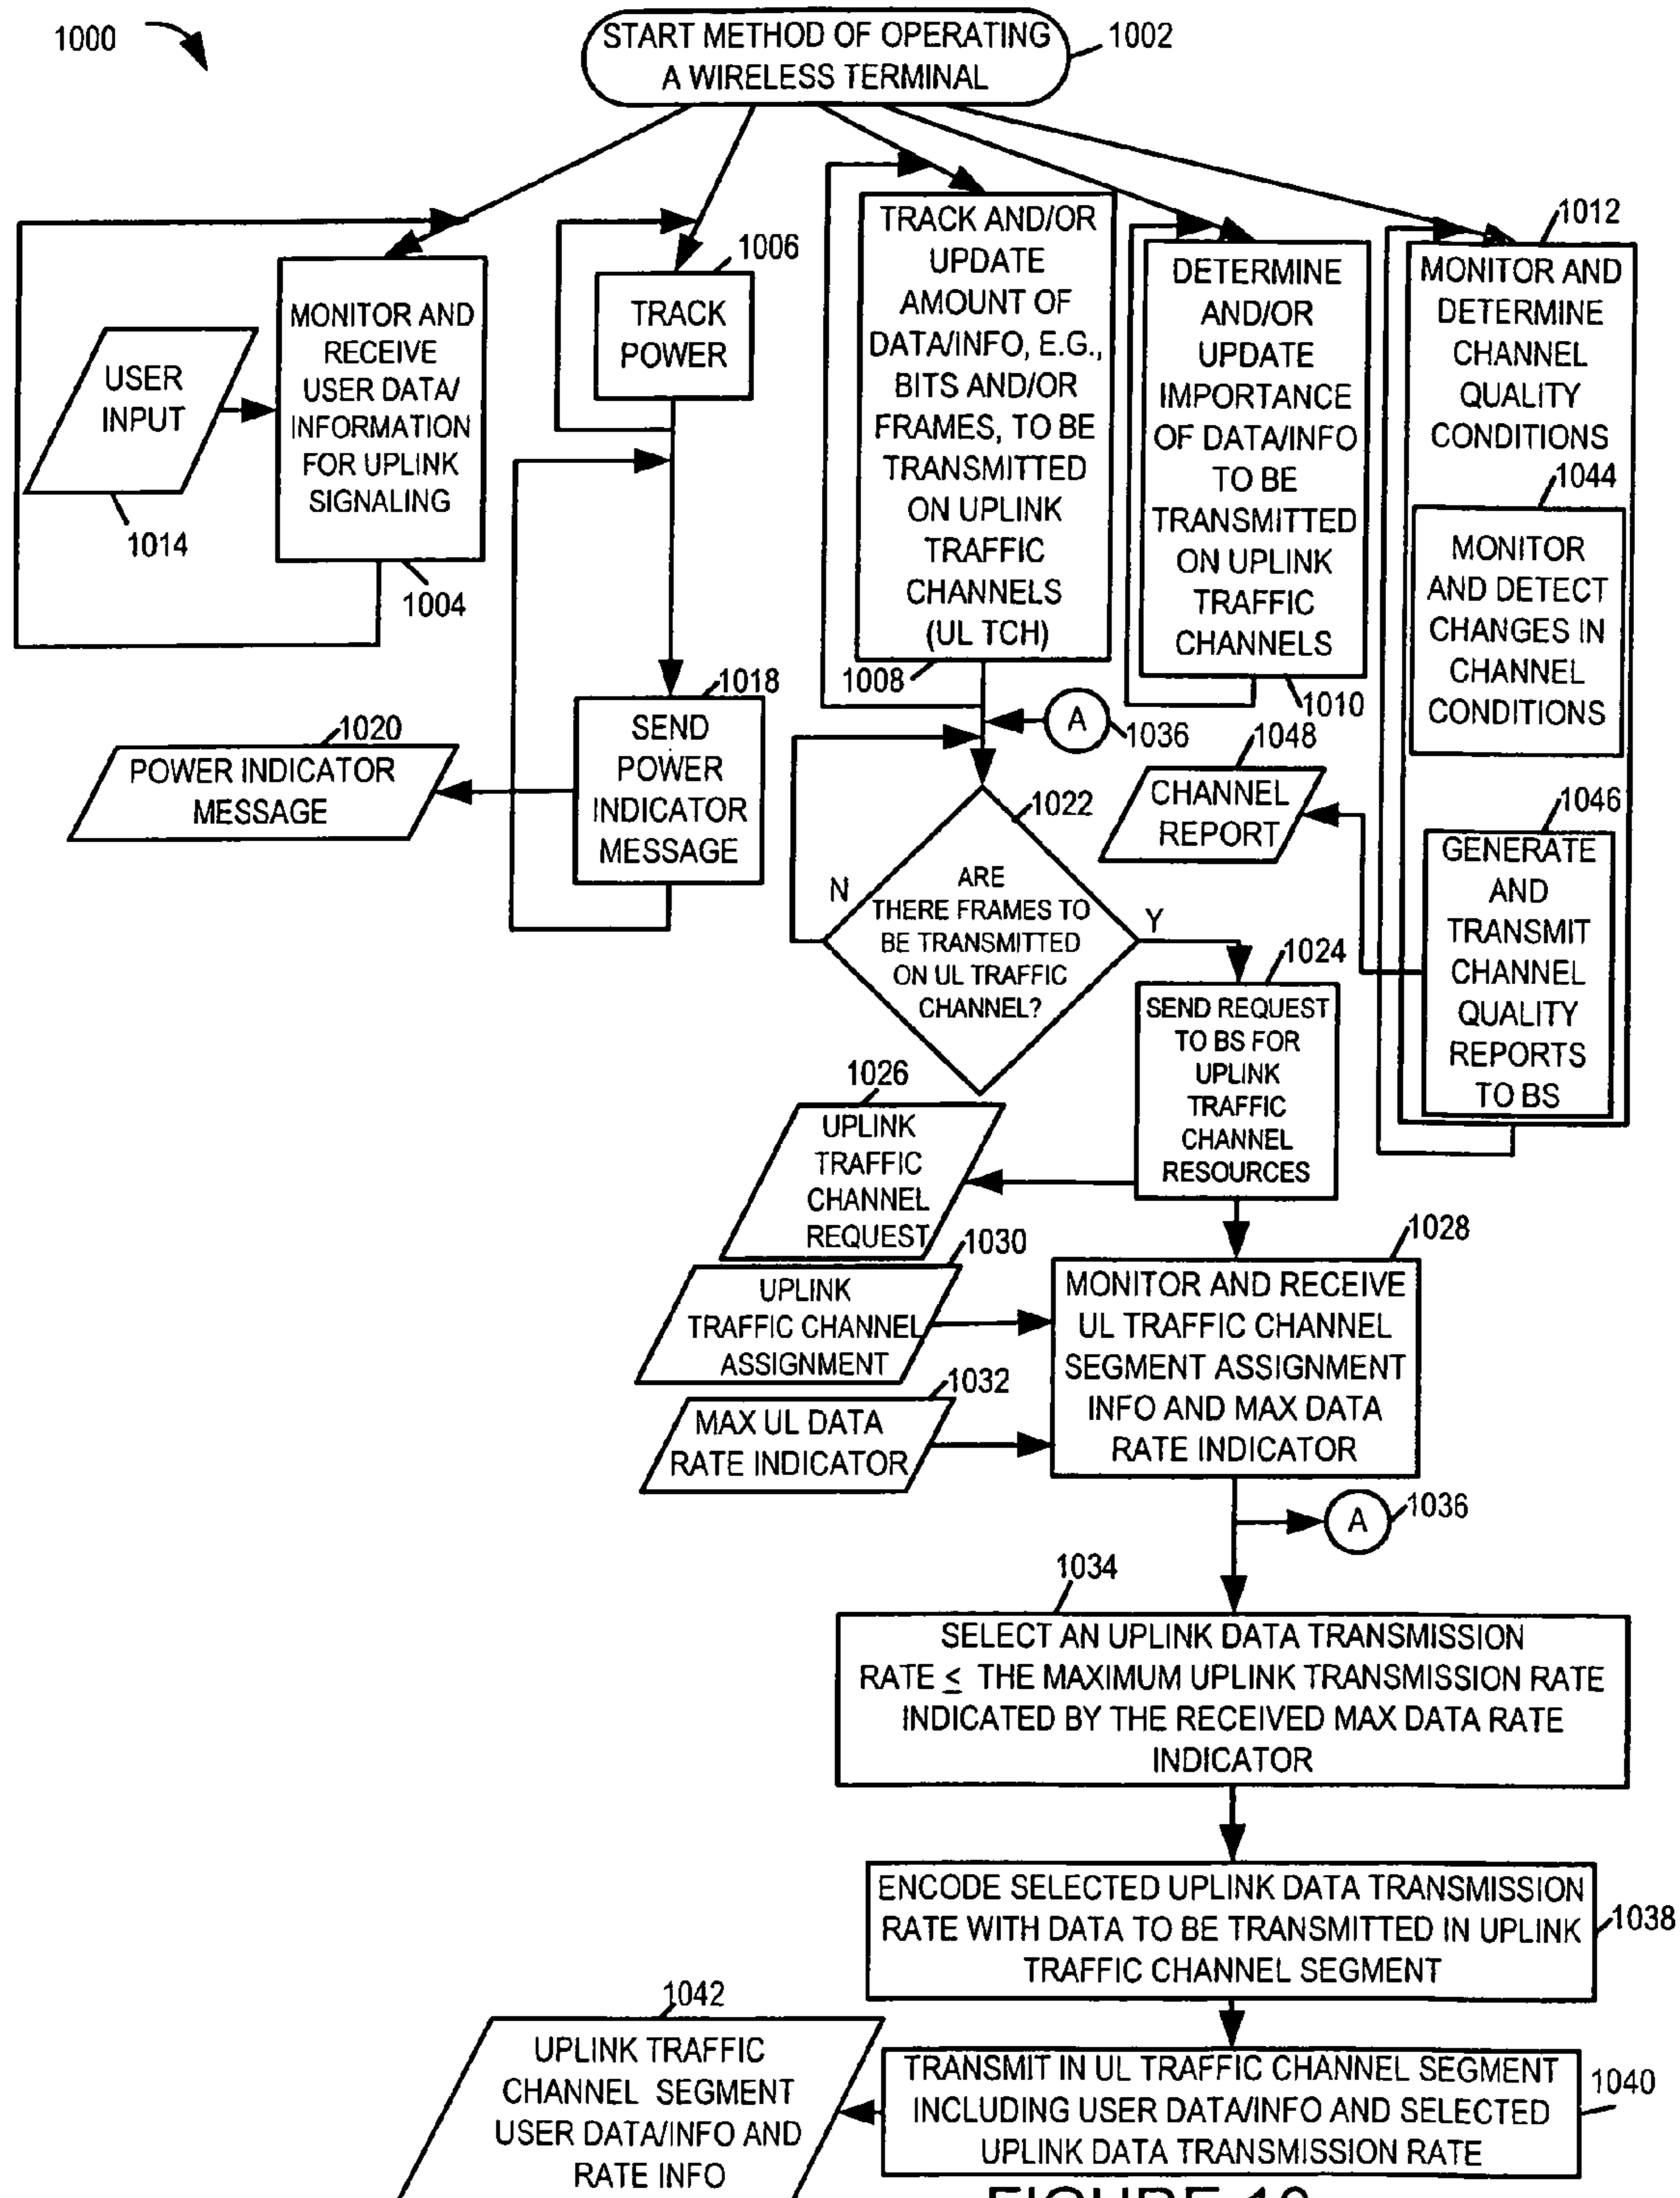 1000
START METHOD OF OPERATING
A WIRELESS TERMINAL
1002
USER
INPUT
1014
MONITOR AND
RECEIVE
USER DATA/
INFORMATION
FOR UPLINK
SIGNALING
1004
1006
TRACK
POWER
1018
SEND
POWER
INDICATOR
MESSAGE
1020
POWER INDICATOR
MESSAGE
TRACK AND/OR
UPDATE
AMOUNT OF
DATA/INFO, E.G.,
BITS AND/OR
FRAMES, TO BE
TRANSMITTED
ON UPLINK
TRAFFIC
CHANNELS
(UL TCH)
1008
DETERMINE
AND/OR
UPDATE
IMPORTANCE
OF DATA/INFO
TO BE
TRANSMITTED
ON UPLINK
TRAFFIC
CHANNELS
1010
1012
MONITOR AND
DETERMINE
CHANNEL
QUALITY
CONDITIONS
1044
MONITOR
AND DETECT
CHANGES IN
CHANNEL
CONDITIONS
1046
GENERATE
AND
TRANSMIT
CHANNEL
QUALITY
REPORTS
TO BS
1048
CHANNEL
REPORT
A
1036
1022
ARE
THERE FRAMES TO
BE TRANSMITTED
ON UL TRAFFIC
CHANNEL?
N
Y
1024
SEND REQUEST
TO BS FOR
UPLINK
TRAFFIC
CHANNEL
RESOURCES
1026
UPLINK
TRAFFIC
CHANNEL
REQUEST
1030
UPLINK
TRAFFIC CHANNEL
ASSIGNMENT
1032
MAX UL DATA
RATE INDICATOR
1028
MONITOR AND RECEIVE
UL TRAFFIC CHANNEL
SEGMENT ASSIGNMENT
INFO AND MAX DATA
RATE INDICATOR
A
1036
1034
SELECT AN UPLINK DATA TRANSMISSION
RATE ≤ THE MAXIMUM UPLINK TRANSMISSION RATE
INDICATED BY THE RECEIVED MAX DATA RATE
INDICATOR
ENCODE SELECTED UPLINK DATA TRANSMISSION
RATE WITH DATA TO BE TRANSMITTED IN UPLINK
TRAFFIC CHANNEL SEGMENT
1038
TRANSMIT IN UL TRAFFIC CHANNEL SEGMENT
INCLUDING USER DATA/INFO AND SELECTED
UPLINK DATA TRANSMISSION RATE
1040
1042
UPLINK TRAFFIC
CHANNEL SEGMENT
USER DATA/INFO AND
RATE INFO